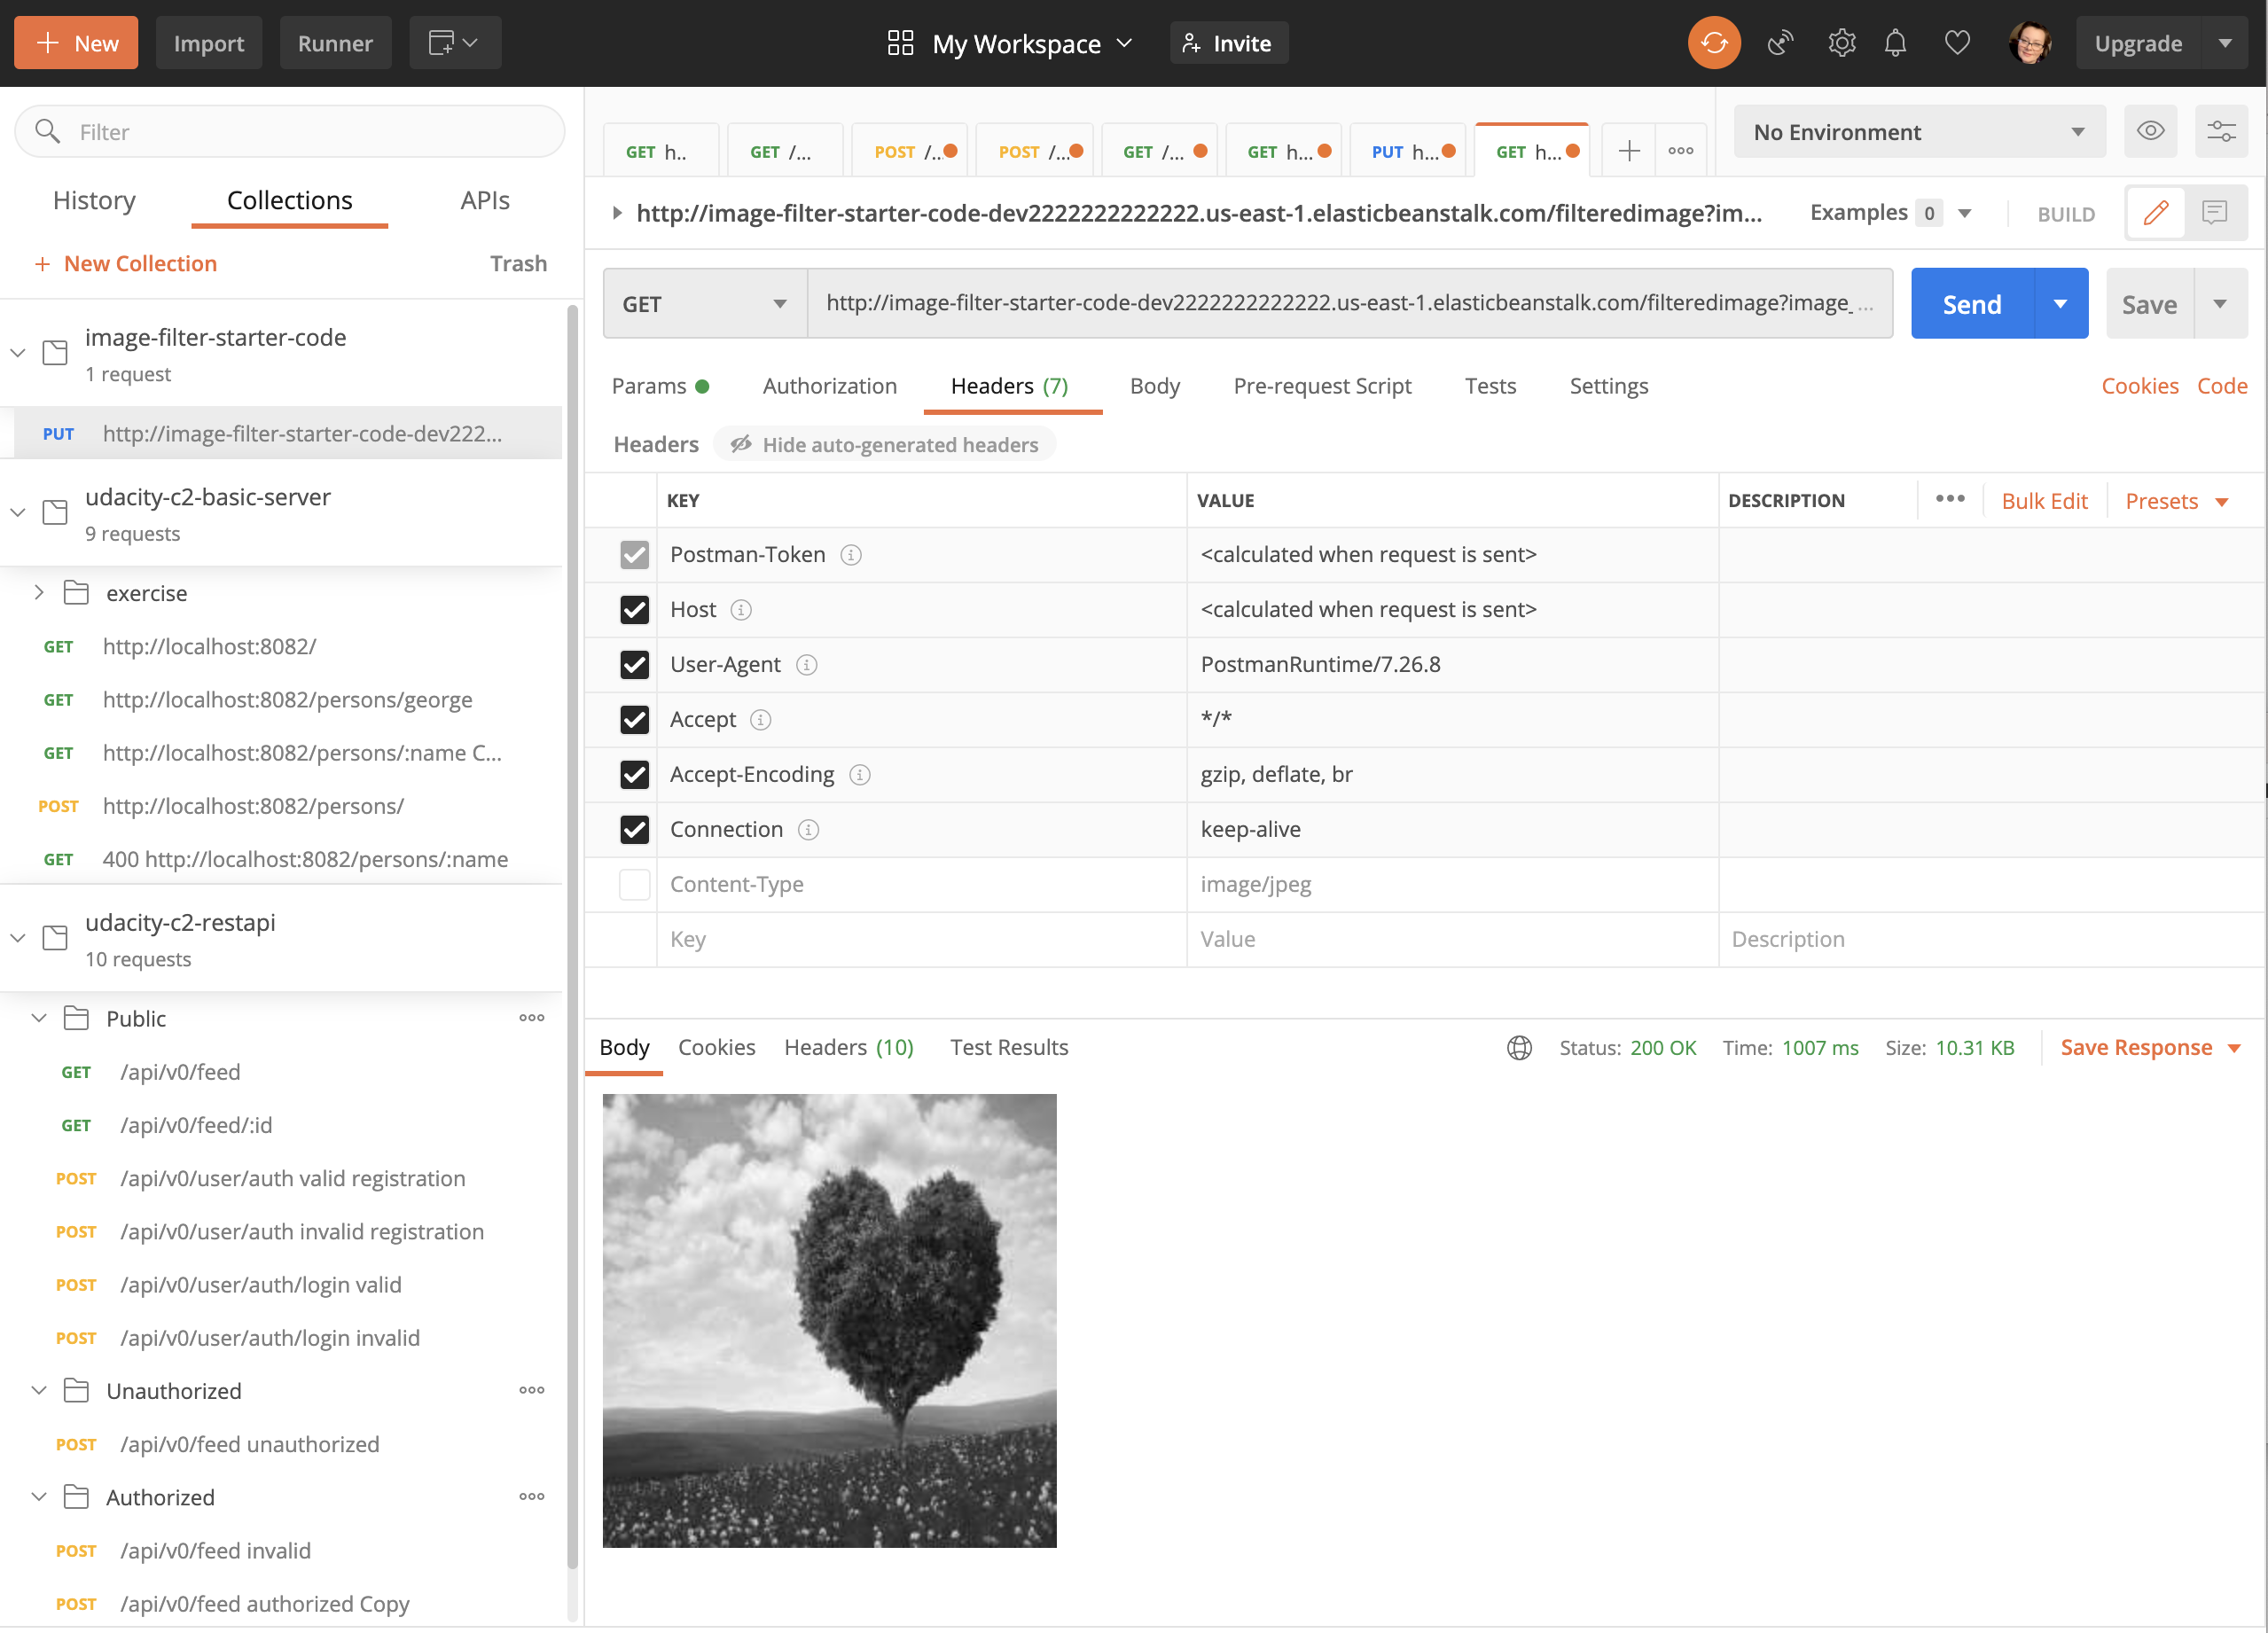 + New
Import
Runner
My Workspace
Invite
Upgrade
Filter
History
Collections
APIs
+ New Collection
Trash
image-filter-starter-code
1 request
PUT http://image-filter-starter-code-dev222...
udacity-c2-basic-server
9 requests
exercise
GET http://localhost:8082/
GET http://localhost:8082/persons/george
GET http://localhost:8082/persons/:name C...
POST http://localhost:8082/persons/
GET 400 http://localhost:8082/persons/:name
udacity-c2-restapi
10 requests
Public
GET /api/v0/feed
GET /api/v0/feed/:id
POST /api/v0/user/auth valid registration
POST /api/v0/user/auth invalid registration
POST /api/v0/user/auth/login valid
POST /api/v0/user/auth/login invalid
Unauthorized
POST /api/v0/feed unauthorized
Authorized
POST /api/v0/feed invalid
POST /api/v0/feed authorized Copy
GET h..
GET /...
POST /...
POST /...
GET /...
GET h...
PUT h...
GET h...
No Environment
http://image-filter-starter-code-dev2222222222222.us-east-1.elasticbeanstalk.com/filteredimage?im...
Examples 0
BUILD
GET
http://image-filter-starter-code-dev2222222222222.us-east-1.elasticbeanstalk.com/filteredimage?image_ ...
Send
Save
Params
Authorization
Headers (7)
Body
Pre-request Script
Tests
Settings
Cookies
Code
Headers
Hide auto-generated headers
KEY VALUE DESCRIPTION
Bulk Edit
Presets
Postman-Token <calculated when request is sent>
Host <calculated when request is sent>
User-Agent PostmanRuntime/7.26.8
Accept */*
Accept-Encoding gzip, deflate, br
Connection keep-alive
Content-Type image/jpeg
Key Value Description
Body
Cookies
Headers (10)
Test Results
Status: 200 OK
Time: 1007 ms
Size: 10.31 KB
Save Response